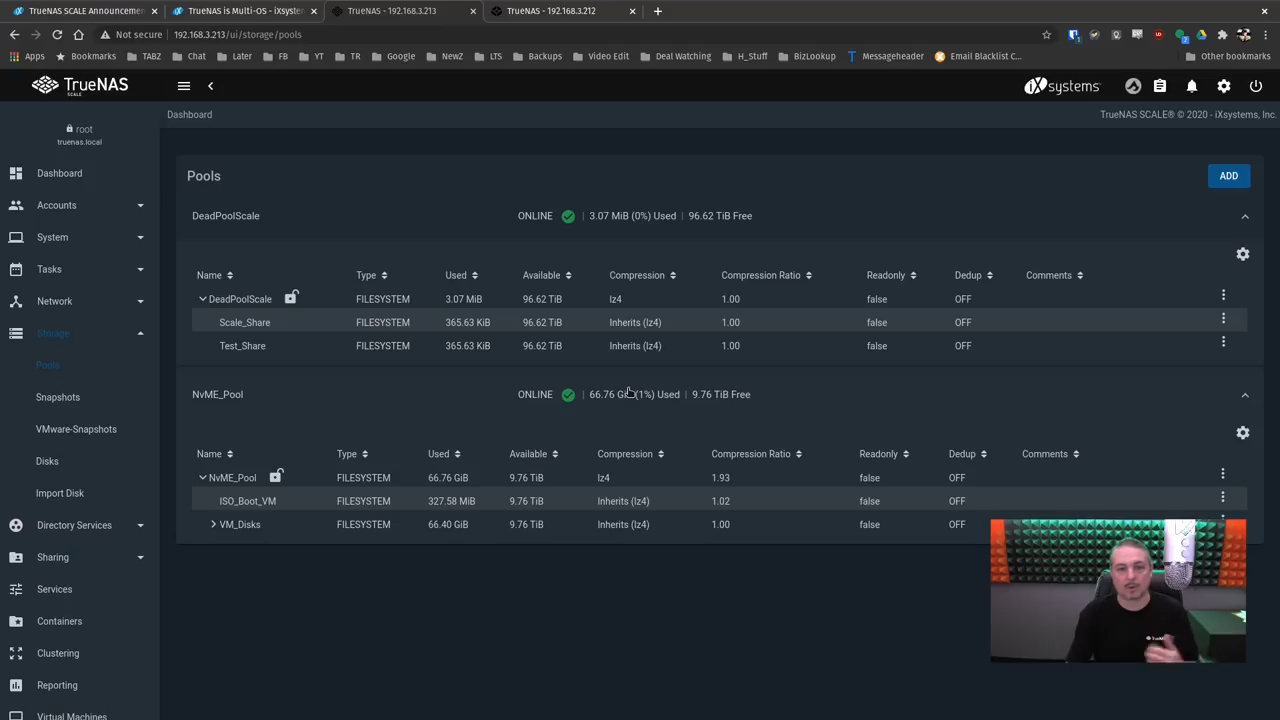 TrueNAS SCALE Announcemen
TrueNAS is Multi-OS - iXsystem
TrueNAS - 192.168.3.213
TrueNAS - 192.168.3.212
Not secure
192.168.3.213/ui/storage/pools
Apps
Bookmarks
TABZ
Chat
Later
FB
YT
TR
Google
NewZ
LTS
Backups
Video Edit
Deal Watching
H_Stuff
BizLookup
Messageheader
Email Blacklist C...
Other bookmarks
TrueNAS
SCALE
iXsystems
root
truenas.local
Dashboard
TrueNAS SCALE® © 2020 - iXsystems, Inc.
Dashboard
Accounts
System
Tasks
Network
Storage
Pools
Snapshots
VMware-Snapshots
Disks
Import Disk
Directory Services
Sharing
Services
Containers
Clustering
Reporting
Virtual Machines
Pools
ADD
DeadPoolScale ONLINE | 3.07 MiB (0%) Used | 96.62 TiB Free
Name Type Used Available Compression Compression Ratio Readonly Dedup Comments
DeadPoolScale FILESYSTEM 3.07 MiB 96.62 TiB lz4 1.00 false OFF
Scale_Share FILESYSTEM 365.63 KiB 96.62 TiB Inherits (lz4) 1.00 false OFF
Test_Share FILESYSTEM 365.63 KiB 96.62 TiB Inherits (lz4) 1.00 false OFF
NvME_Pool ONLINE | 66.76 GiB (1%) Used | 9.76 TiB Free
Name Type Used Available Compression Compression Ratio Readonly Dedup Comments
NvME_Pool FILESYSTEM 66.76 GiB 9.76 TiB lz4 1.93 false OFF
ISO_Boot_VM FILESYSTEM 327.58 MiB 9.76 TiB Inherits (lz4) 1.02 false OFF
VM_Disks FILESYSTEM 66.40 GiB 9.76 TiB Inherits (lz4) 1.00 false OFF